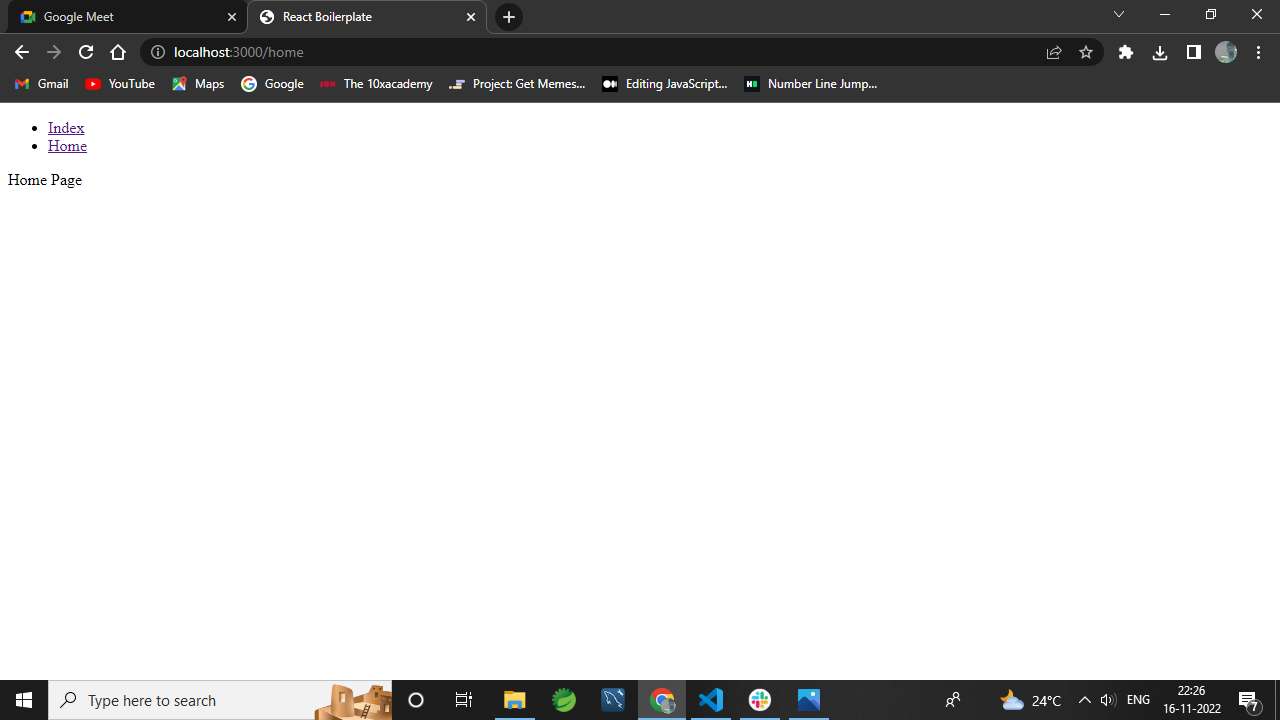 Google Meet
React Boilerplate
localhost:3000/home
Gmail
YouTube
Maps
Google
The 10xacademy
Project: Get Memes...
Editing JavaScript...
Number Line Jump...
Index
Home
Home Page
Type here to search
24°C
ENG
22:26
16-11-2022
7